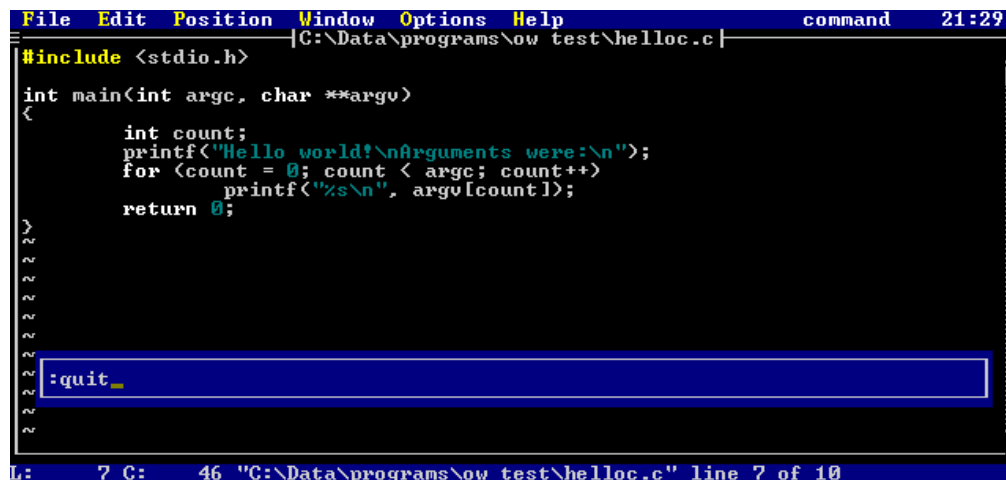 File Edit Position Window Options Help command 21:29
C:\Data\programs\ow test\helloc.c
#include <stdio.h>
int main(int argc, char **argv)
{
int count;
printf("Hello world!\nArguments were:\n");
for (count = 0; count < argc; count++)
printf("%s\n", argv[count]);
return 0;
}
~
~
~
~
~
~
~
~
~
~
~
:quit_
L: 7 C: 46 "C:\Data\programs\ow test\helloc.c" line 7 of 10